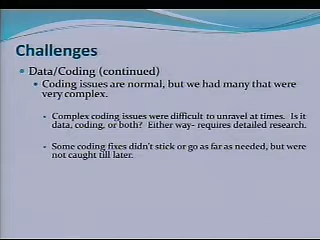 Challenges
Data/Coding (continued)
Coding issues are normal, but we had many that were
very complex.
Complex coding issues were difficult to unravel at times.  Is it
data, coding, or both?  Either way- requires detailed research.
Some coding fixes didn't stick or go as far as needed, but were
not caught till later.